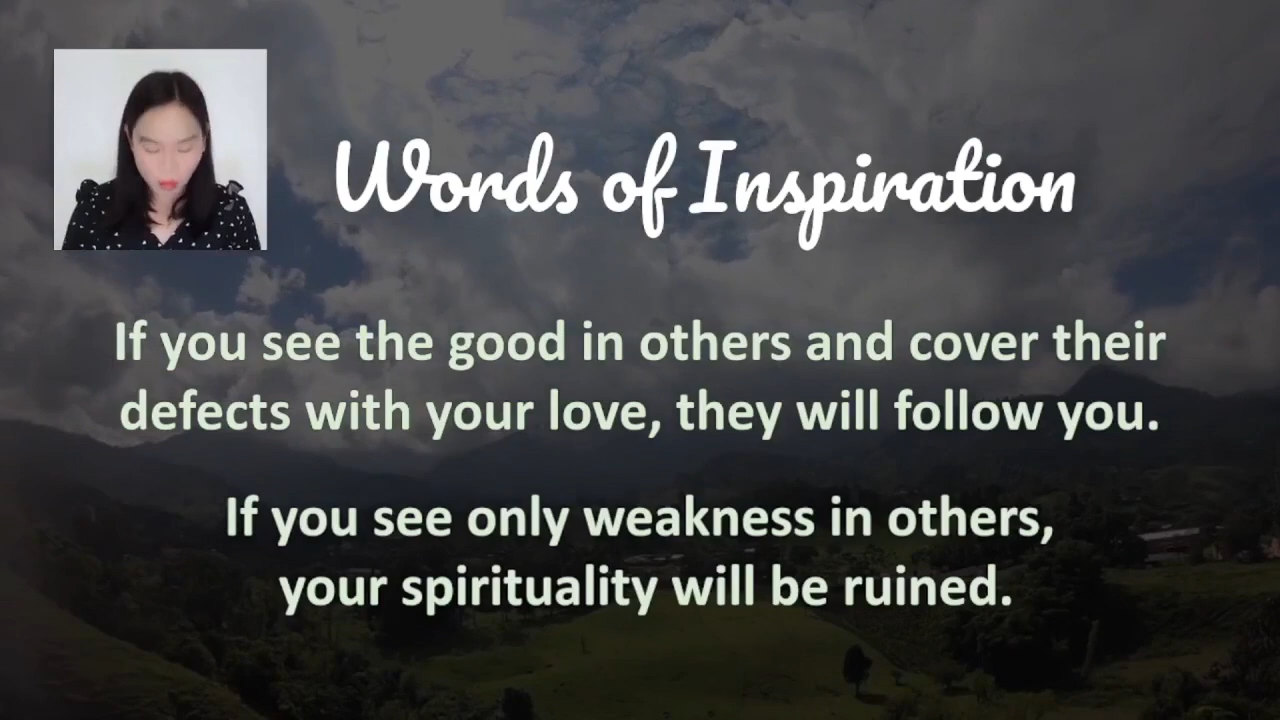 Words of Inspiration
If you see the good in others and cover their
defects with your love, they will follow you.
If you see only weakness in others,
your spirituality will be ruined.